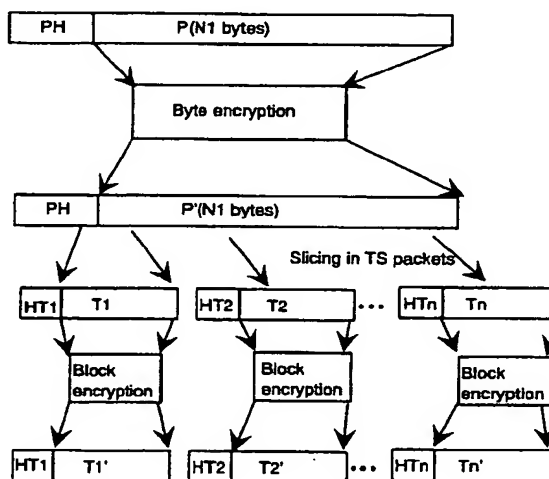 PH P(N1 bytes)
Byte encryption
PH P'(N1 bytes)
Slicing in TS packets
HT1 T1 HT2 T2 ••• HTn Tn
Block encryption Block encryption Block encryption
HT1 T1' HT2 T2' ••• HTn Tn'